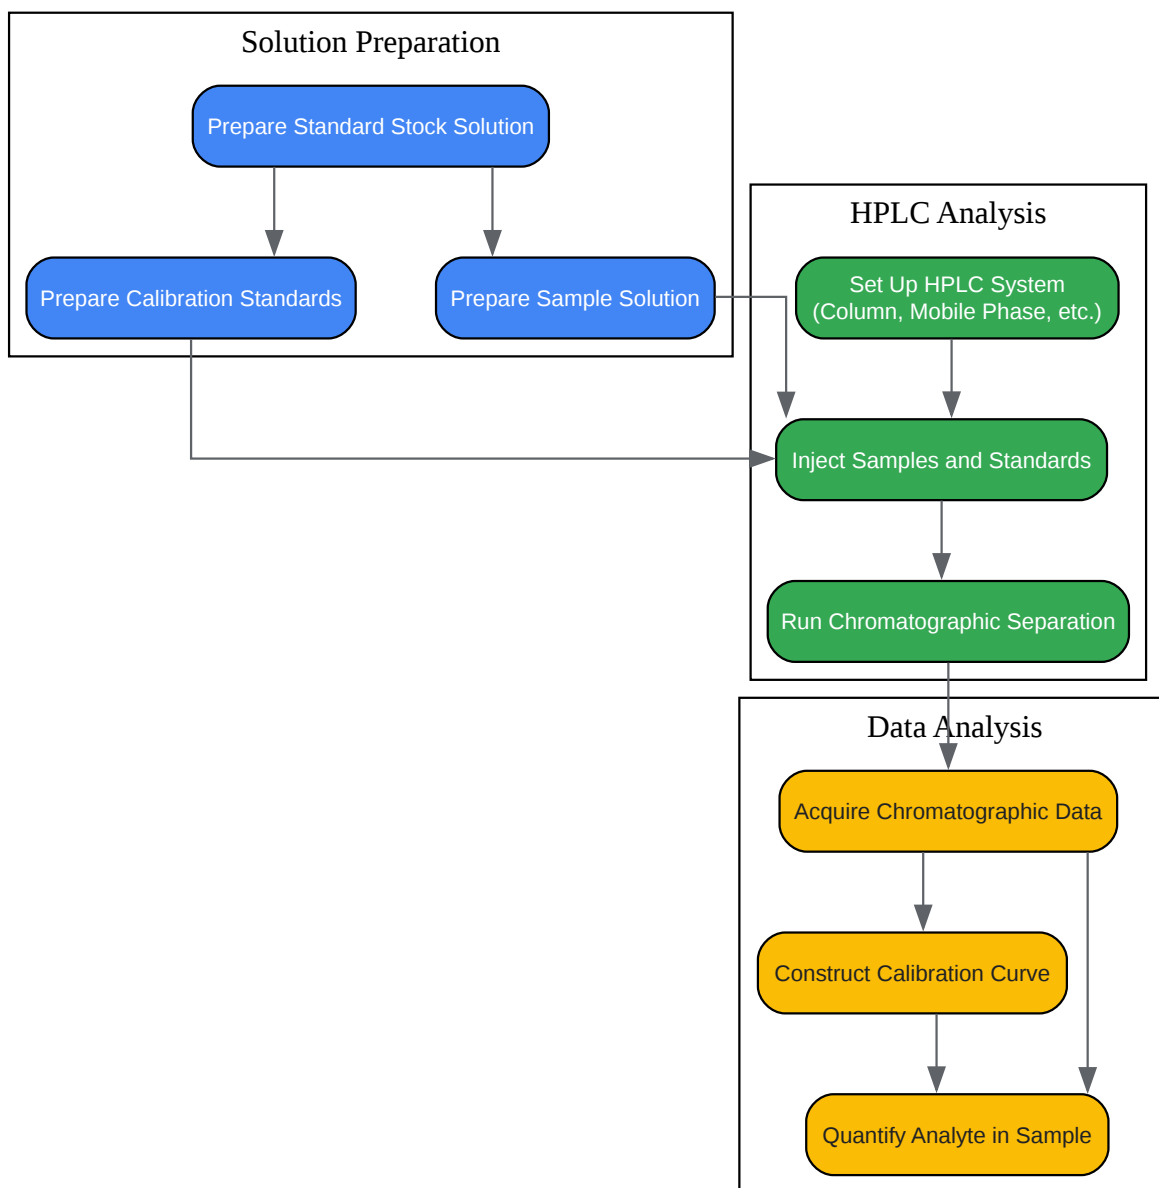 Solution Preparation
Prepare Standard Stock Solution
Prepare Calibration Standards
Prepare Sample Solution
HPLC Analysis
Set Up HPLC System
(Column, Mobile Phase, etc.)
Inject Samples and Standards
Run Chromatographic Separation
Data Analysis
Acquire Chromatographic Data
Construct Calibration Curve
Quantify Analyte in Sample